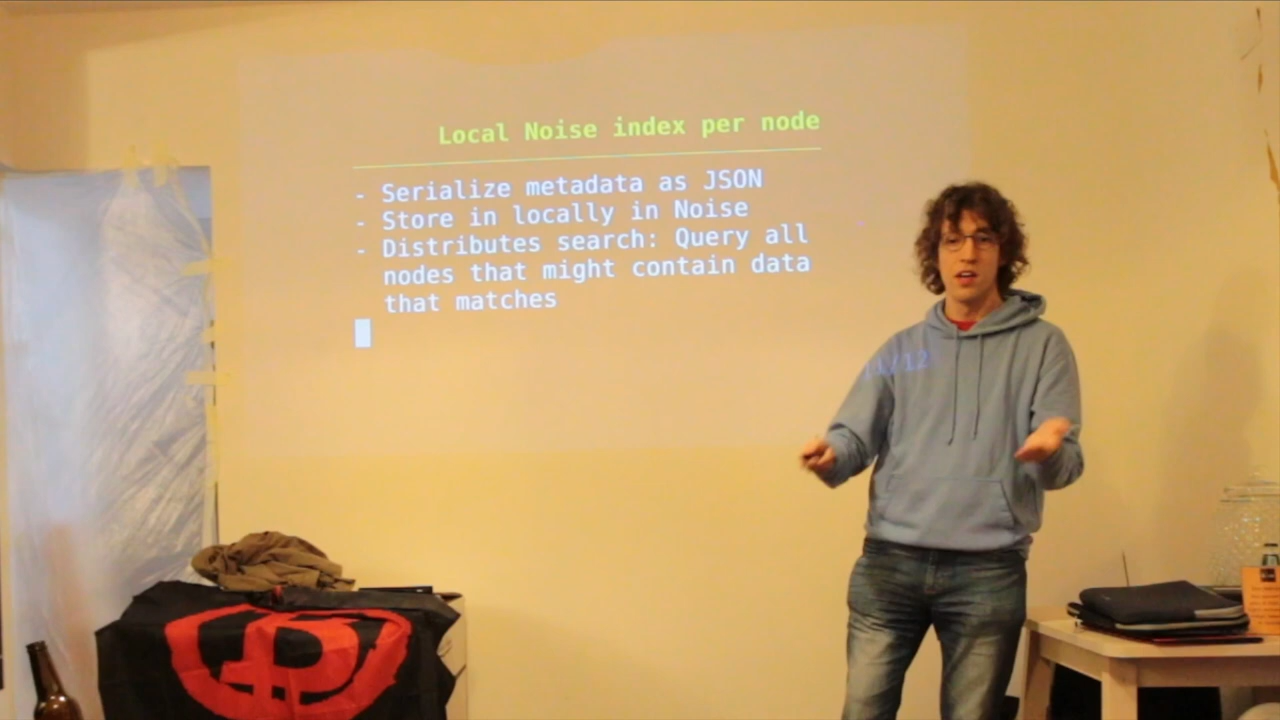 Local Noise index per node
- Serialize metadata as JSON
- Store in locally in Noise
- Distributes search: Query all
nodes that might contain data
that matches